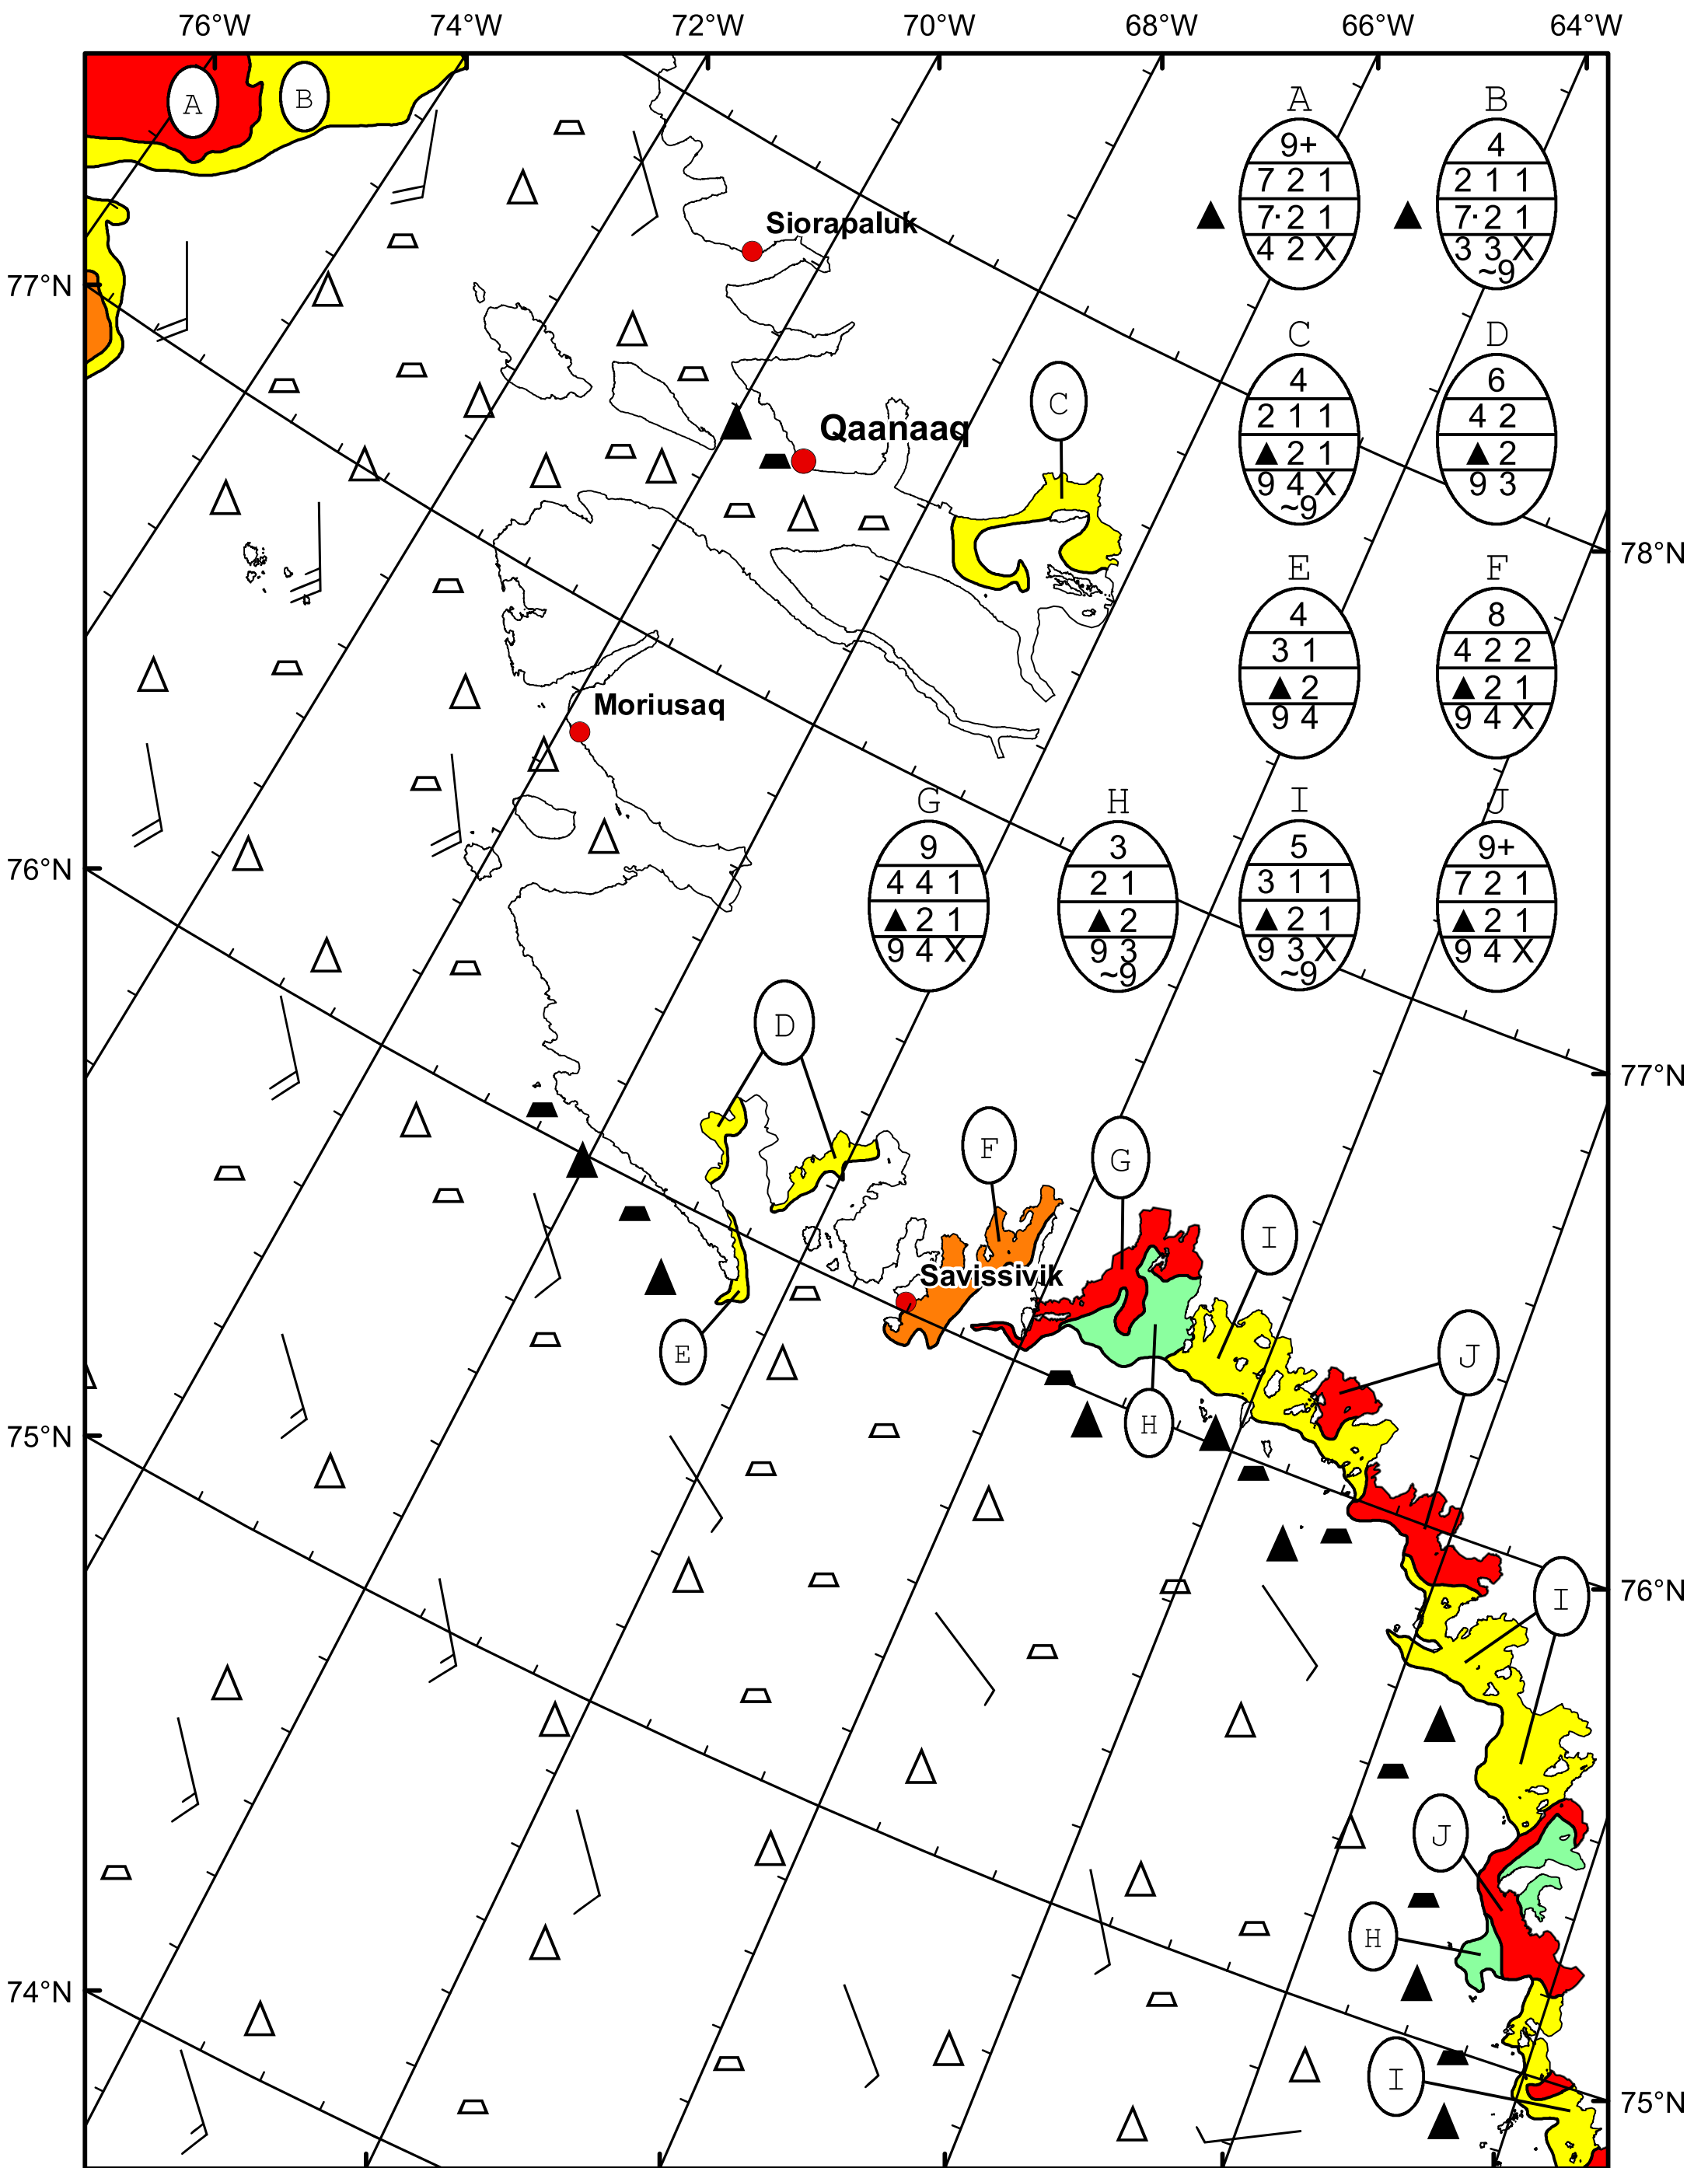 76°W 74°W 72°W 70°W 68°W 66°W 64°W
A B
A B
9+ 4
7 2 1 2 1 1
▲ 7· 2 1 ▲ 7· 2 1
4 2 X 3 3 X
~9
Siorapaluk
77°N
C D
4 6
2 1 1 4 2
▲ 2 1 ▲ 2
9 4 X 9 3
~9
C
Qaanaaq
78°N
E F
4 8
3 1 4 2 2
▲ 2 ▲ 2 1
9 4 9 4 X
Moriusaq
G H I J
9 3 5 9+
4 4 1 2 1 3 1 1 7 2 1
▲ 2 1 ▲ 2 ▲ 2 1 ▲ 2 1
9 4 X 9 3 9 3 X 9 4 X
~9 ~9
76°N
D
77°N
F G
I
Savissivik
E
J
H
75°N
76°N
I
J
H
74°N
I
75°N